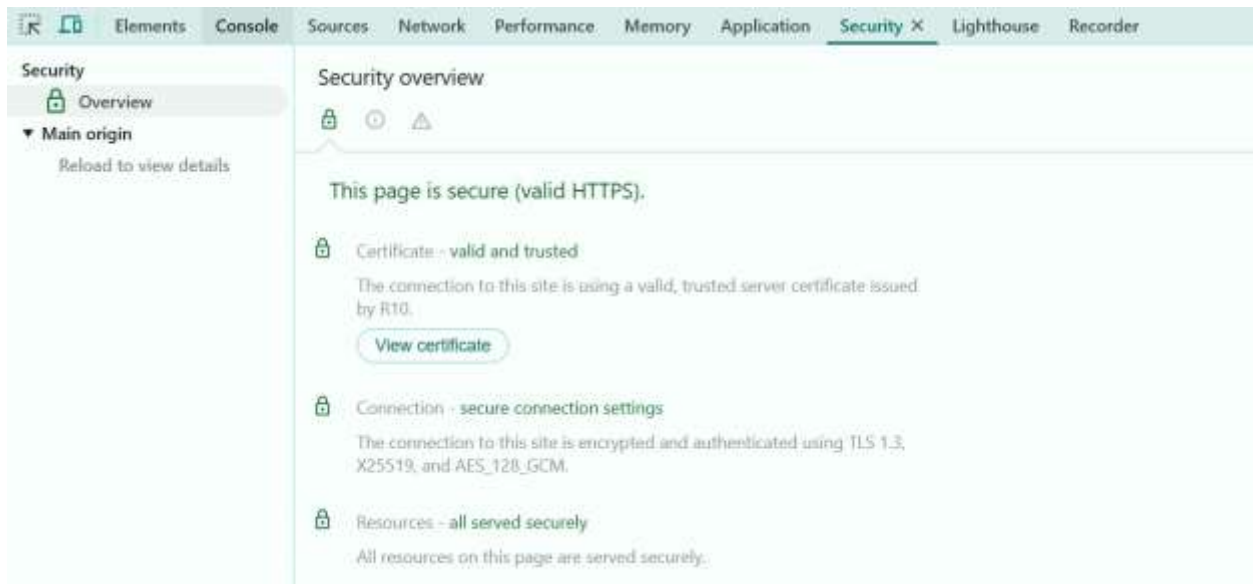 Elements Console Sources Network Performance Memory Application Security × Lighthouse Recorder
Security
Overview
Main origin
Reload to view details
Security overview
This page is secure (valid HTTPS).
Certificate - valid and trusted
The connection to this site is using a valid, trusted server certificate issued
by R10.
View certificate
Connection - secure connection settings
The connection to this site is encrypted and authenticated using TLS 1.3,
X25519, and AES_128_GCM.
Resources - all served securely
All resources on this page are served securely.